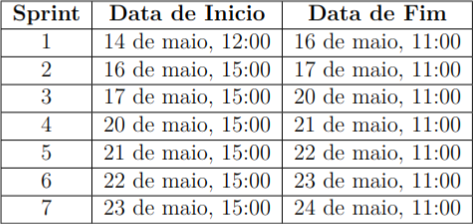 Sprint Data de Inicio Data de Fim
1 14 de maio, 12:00 16 de maio, 11:00
2 16 de maio, 15:00 17 de maio, 11:00
3 17 de maio, 15:00 20 de maio, 11:00
4 20 de maio, 15:00 21 de maio, 11:00
5 21 de maio, 15:00 22 de maio, 11:00
6 22 de maio, 15:00 23 de maio, 11:00
7 23 de maio, 15:00 24 de maio, 11:00